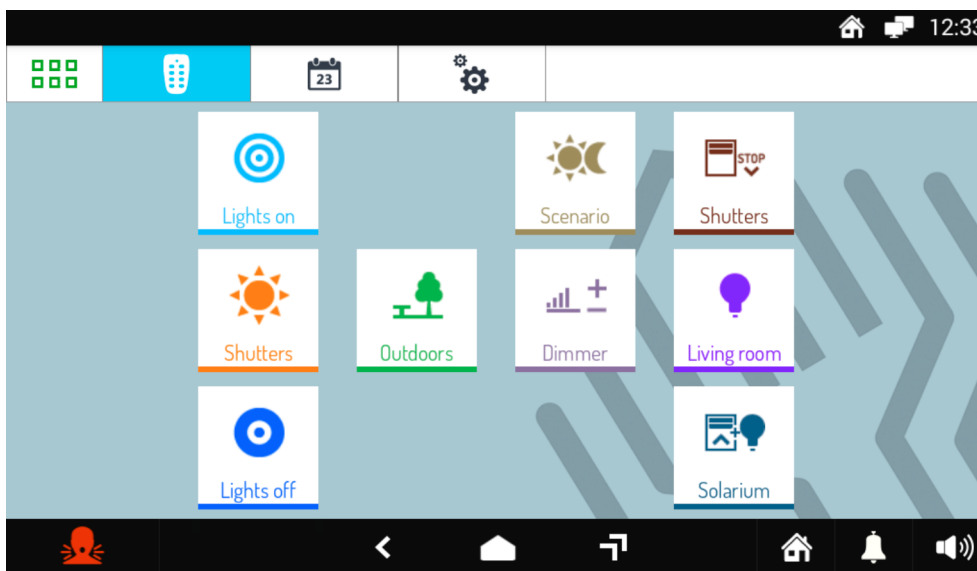 12:33
23
STOP
Lights on
Scenario
Shutters
Shutters
Outdoors
Dimmer
Living room
Lights off
Solarium